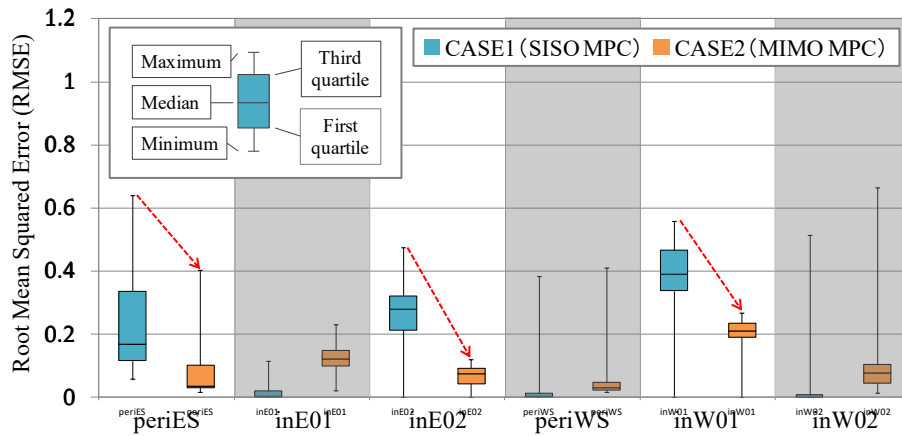 Root Mean Squared Error (RMSE)
1.2
1
0.8
0.6
0.4
0.2
0
CASE1（SISO MPC）
CASE2（MIMO MPC）
Maximum
Median
Minimum
Third
quartile
First
quartile
periES
periES
inE01
inE01
inE02
inE02
periWS
periWS
inW01
inW01
inW02
inW02
periES
inE01
inE02
periWS
inW01
inW02